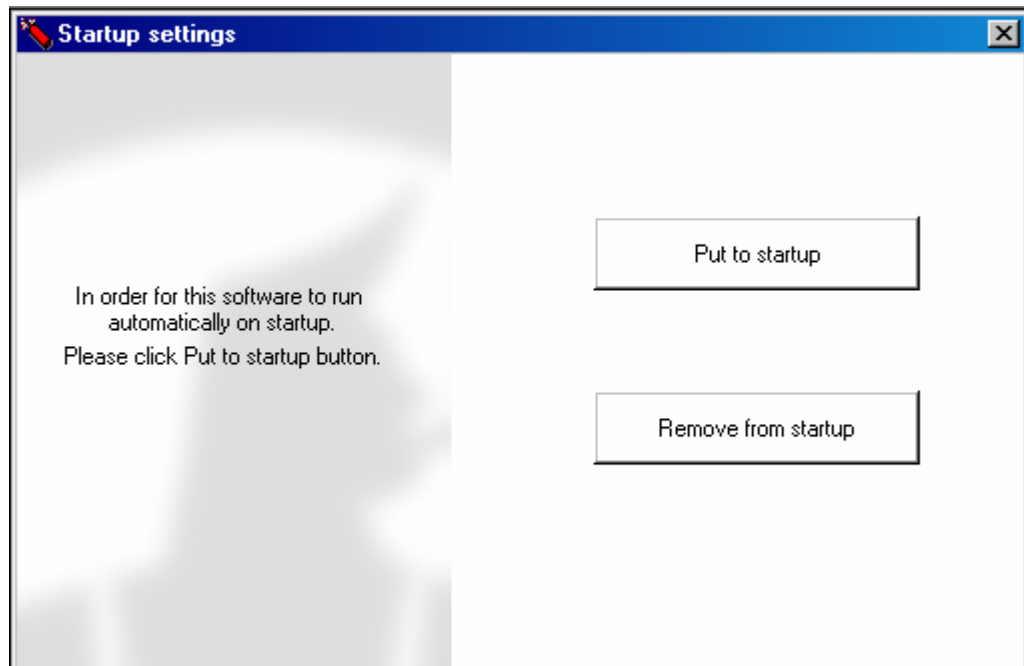 Startup settings
In order for this software to run
automatically on startup.
Please click Put to startup button.
Put to startup
Remove from startup